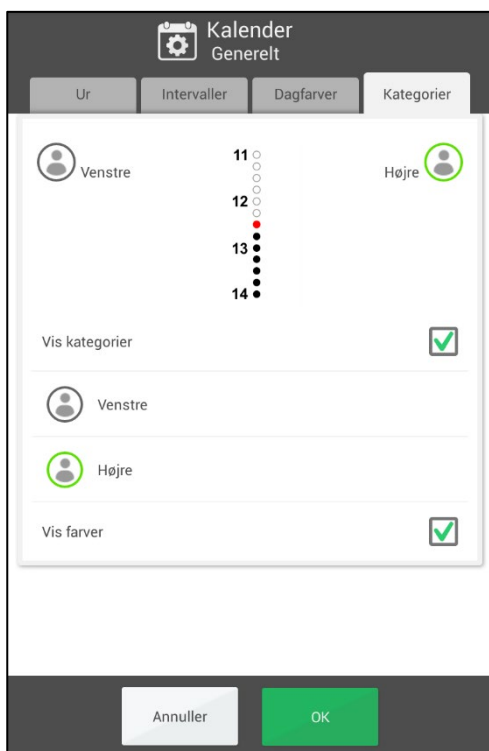 Kalender
Generelt
Ur
Intervaller
Dagfarver
Kategorier
Venstre
11
12
13
14
Højre
Vis kategorier
Venstre
Højre
Vis farver
Annuller
OK